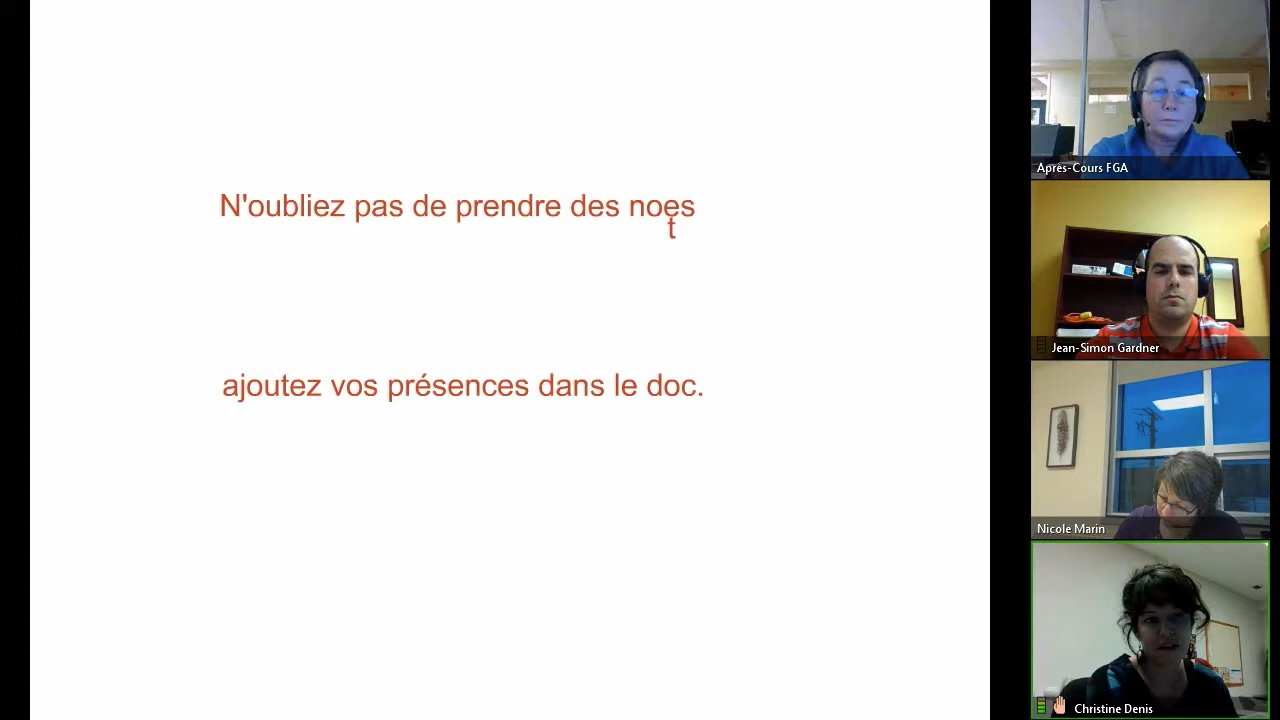 N'oubliez pas de prendre des noes
t
ajoutez vos présences dans le doc.
Après-Cours FGA
Jean-Simon Gardner
Nicole Marin
Christine Denis